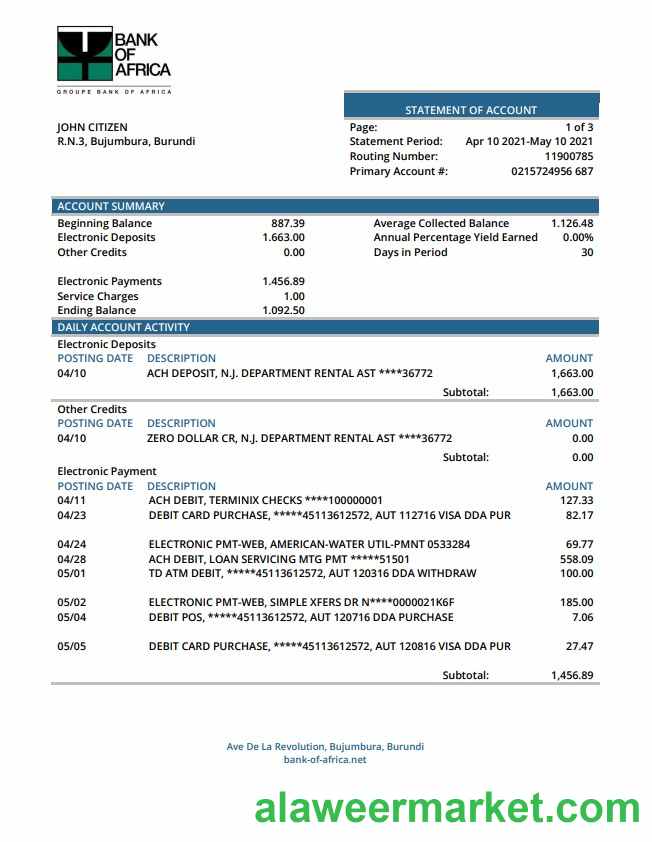 BANK
OF
AFRICA
GROUPE BANK OF AFRICA
STATEMENT OF ACCOUNT
JOHN CITIZEN
R.N.3, Bujumbura, Burundi
Page: 1 of 3
Statement Period: Apr 10 2021-May 10 2021
Routing Number: 11900785
Primary Account #: 0215724956 687
ACCOUNT SUMMARY
Beginning Balance 887.39 Average Collected Balance 1.126.48
Electronic Deposits 1.663.00 Annual Percentage Yield Earned 0.00%
Other Credits 0.00 Days in Period 30
Electronic Payments 1.456.89
Service Charges 1.00
Ending Balance 1.092.50
DAILY ACCOUNT ACTIVITY
Electronic Deposits
POSTING DATE DESCRIPTION AMOUNT
04/10 ACH DEPOSIT, N.J. DEPARTMENT RENTAL AST ****36772 1,663.00
Subtotal: 1,663.00
Other Credits
POSTING DATE DESCRIPTION AMOUNT
04/10 ZERO DOLLAR CR, N.J. DEPARTMENT RENTAL AST ****36772 0.00
Subtotal: 0.00
Electronic Payment
POSTING DATE DESCRIPTION AMOUNT
04/11 ACH DEBIT, TERMINIX CHECKS ****100000001 127.33
04/23 DEBIT CARD PURCHASE, *****45113612572, AUT 112716 VISA DDA PUR 82.17
04/24 ELECTRONIC PMT-WEB, AMERICAN-WATER UTIL-PMNT 0533284 69.77
04/28 ACH DEBIT, LOAN SERVICING MTG PMT *****51501 558.09
05/01 TD ATM DEBIT, *****45113612572, AUT 120316 DDA WITHDRAW 100.00
05/02 ELECTRONIC PMT-WEB, SIMPLE XFERS DR N****0000021K6F 185.00
05/04 DEBIT POS, *****45113612572, AUT 120716 DDA PURCHASE 7.06
05/05 DEBIT CARD PURCHASE, *****45113612572, AUT 120816 VISA DDA PUR 27.47
Subtotal: 1,456.89
Ave De La Revolution, Bujumbura, Burundi
bank-of-africa.net
alaweermarket.com